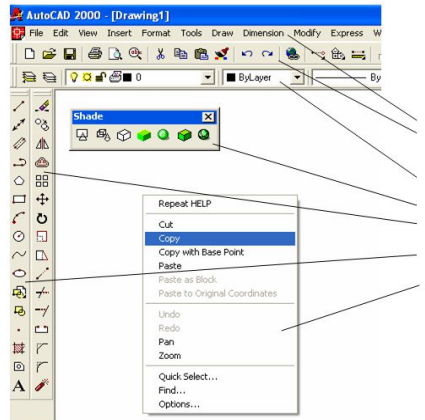 AutoCAD 2000 - [Drawing1]
File Edit View Insert Format Tools Draw Dimension Modify Express W
0 ByLayer By
Shade
Repeat HELP
Cut
Copy
Copy with Base Point
Paste
Paste as Block
Paste to Original Coordinates
Undo
Redo
Pan
Zoom
Quick Select...
Find...
Options...
A